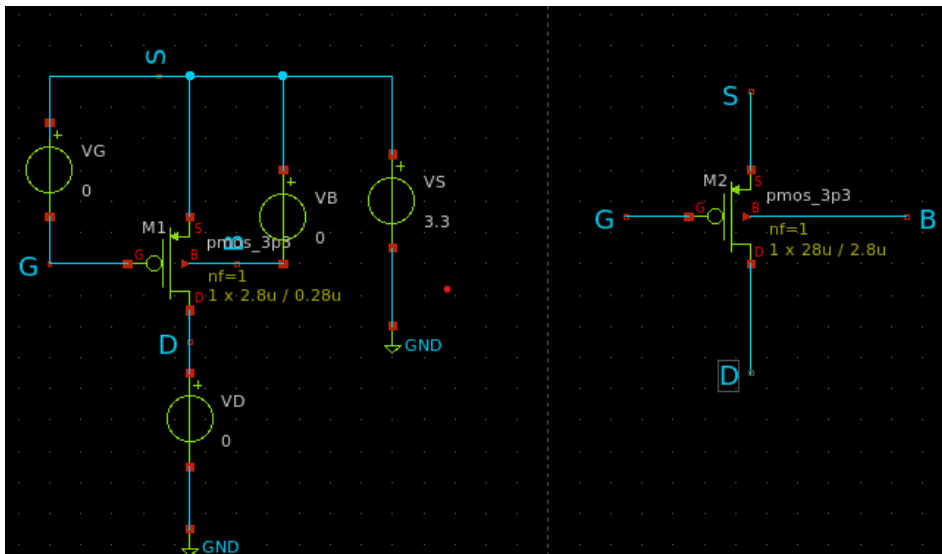 S
VG
0
M1
G
G
S
pmos_3p3
B
B
nf=1
1 x 2.8u / 0.28u
D
D
VB
0
VS
3.3
GND
VD
0
GND
S
M2
S
pmos_3p3
G
G
B
B
nf=1
1 x 28u / 2.8u
D
D